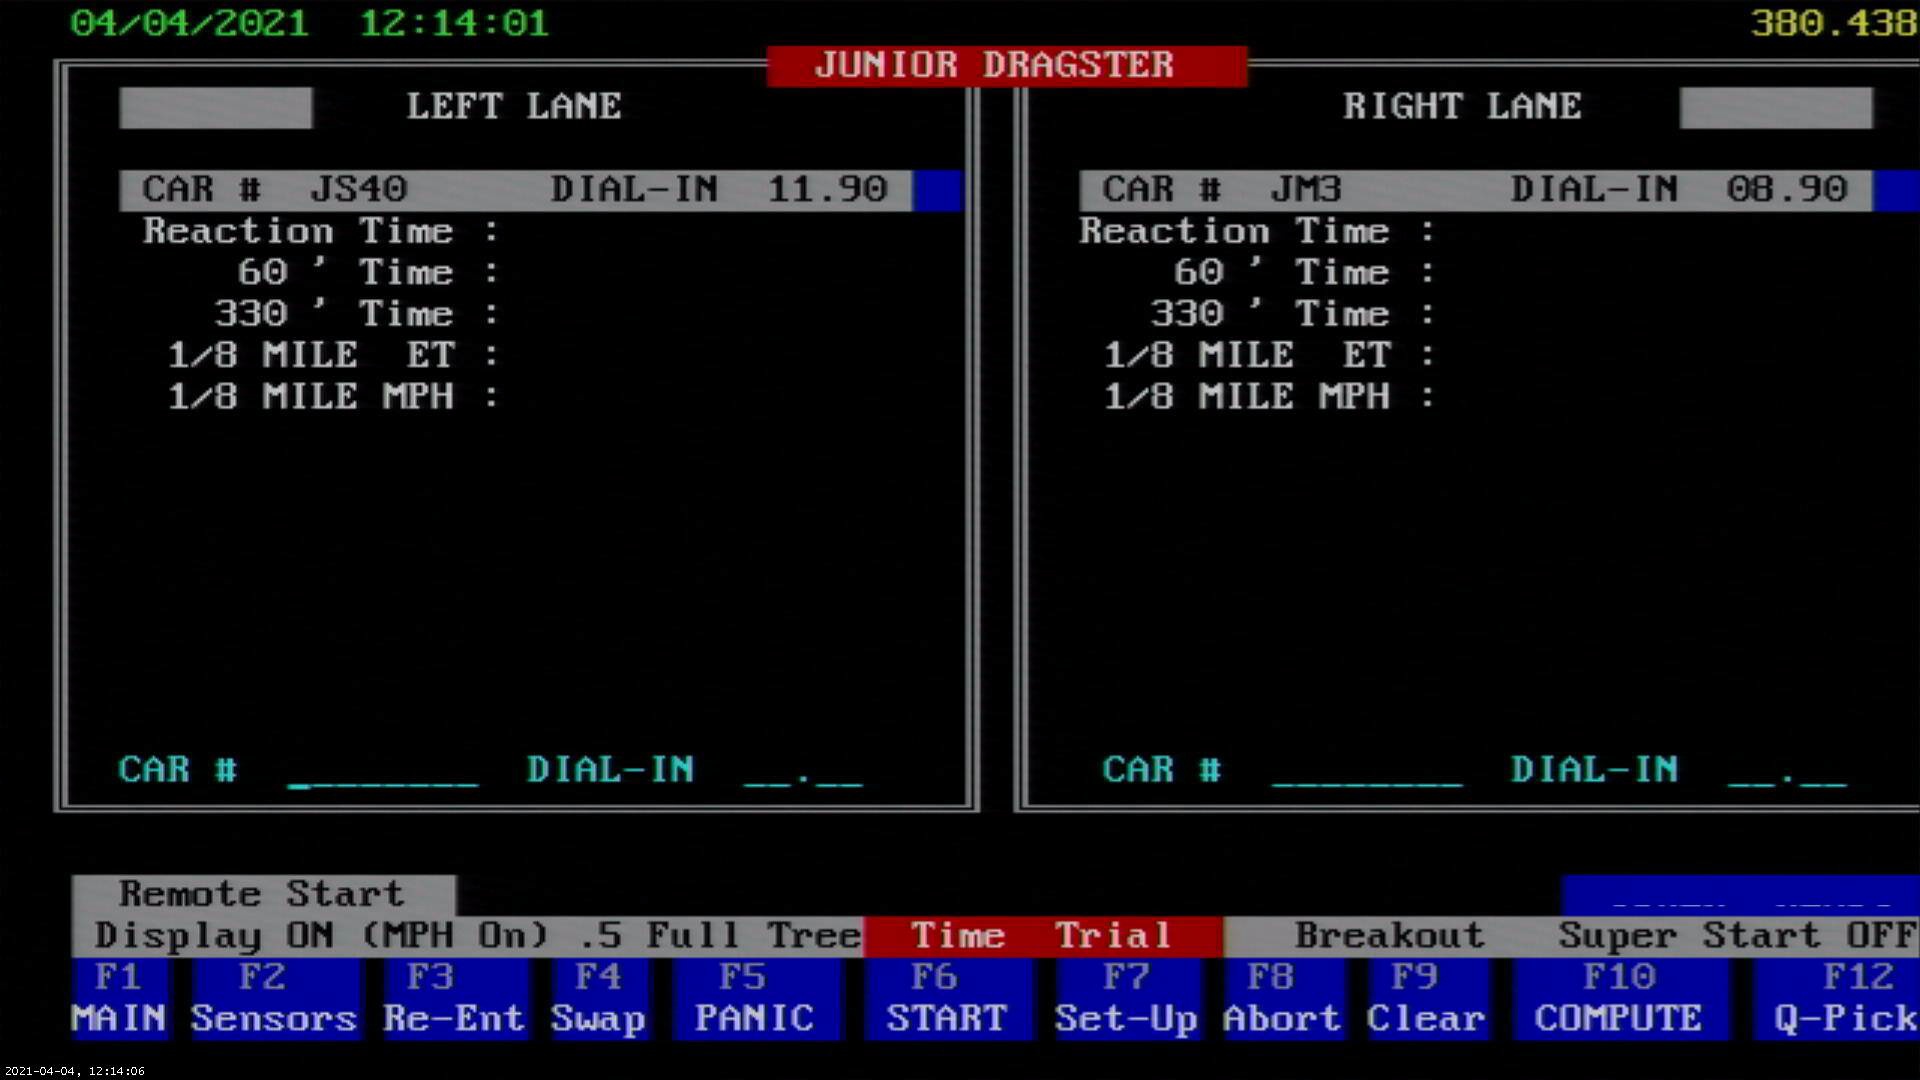 04/04/2021 12:14:01 380.438
JUNIOR DRAGSTER
LEFT LANE
CAR # JS40 DIAL-IN 11.90
Reaction Time :
60 ' Time :
330 ' Time :
1/8 MILE ET :
1/8 MILE MPH :
CAR # ________ DIAL-IN __.__
RIGHT LANE
CAR # JM3 DIAL-IN 08.90
Reaction Time :
60 ' Time :
330 ' Time :
1/8 MILE ET :
1/8 MILE MPH :
CAR # ________ DIAL-IN __.__
Remote Start
Display ON (MPH On) .5 Full Tree Time Trial Breakout Super Start OFF
F1 F2 F3 F4 F5 F6 F7 F8 F9 F10 F12
MAIN Sensors Re-Ent Swap PANIC START Set-Up Abort Clear COMPUTE Q-Pick
2021-04-04, 12:14:06